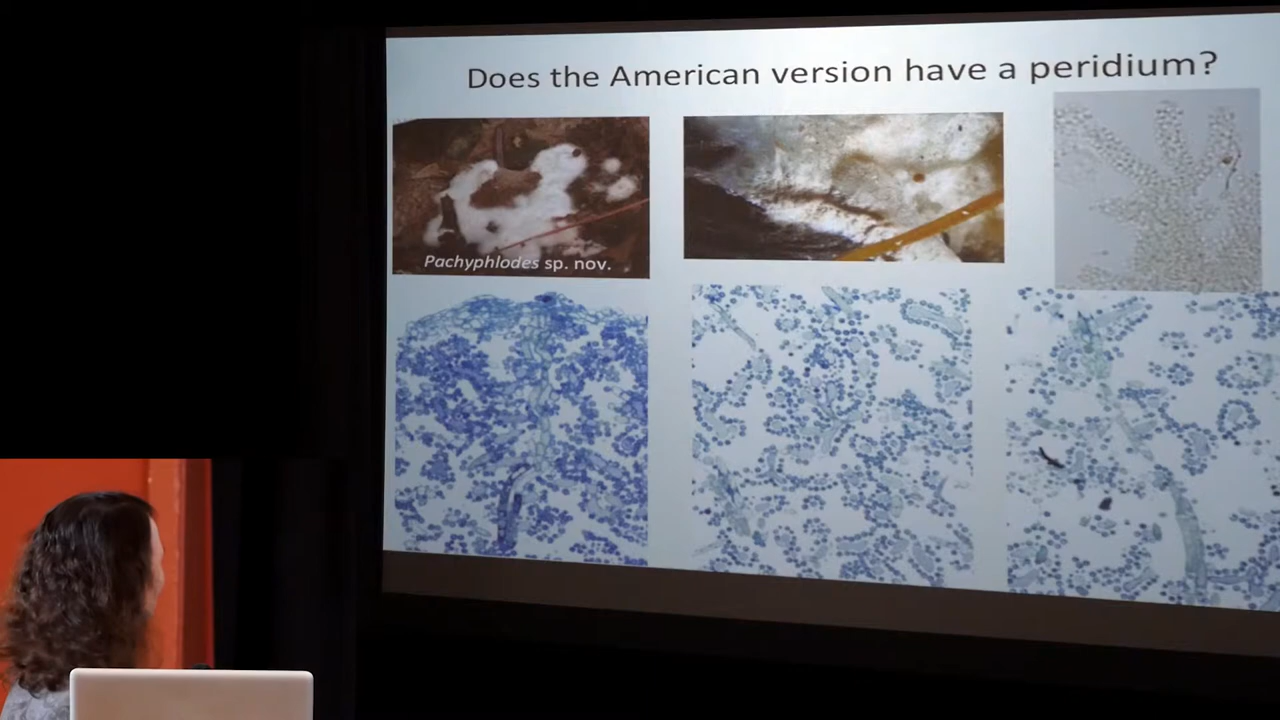 Does the American version have a peridium?
Pachyphlodes sp. nov.